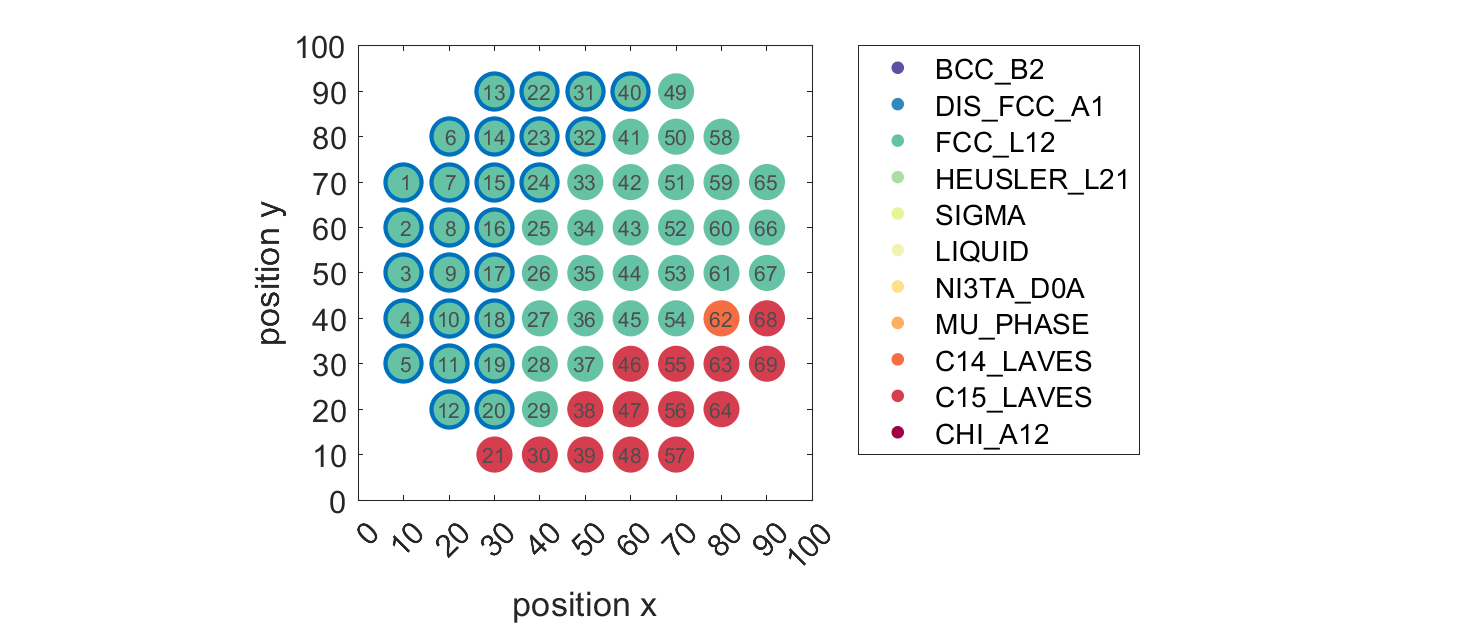 100
90
80
70
60
50
40
30
20
10
0
position y
13 22 31 40 49
6 14 23 32 41 50 58
1 7 15 24 33 42 51 59 65
2 8 16 25 34 43 52 60 66
3 9 17 26 35 44 53 61 67
4 10 18 27 36 45 54 62 68
5 11 19 28 37 46 55 63 69
12 20 29 38 47 56 64
21 30 39 48 57
0 10 20 30 40 50 60 70 80 90 100
position x
BCC_B2
DIS_FCC_A1
FCC_L12
HEUSLER_L21
SIGMA
LIQUID
NI3TA_D0A
MU_PHASE
C14_LAVES
C15_LAVES
CHI_A12